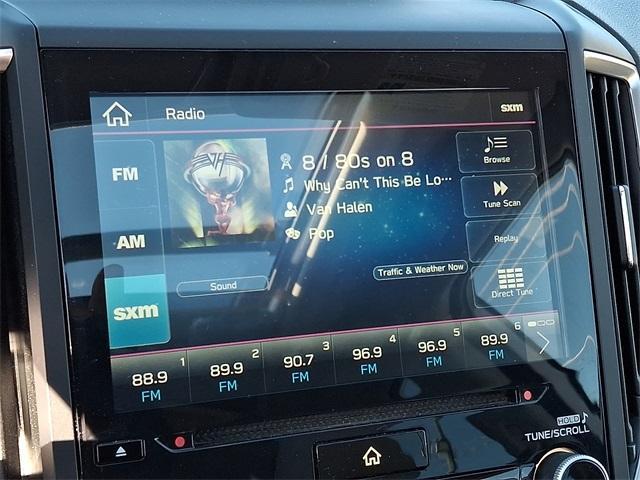 Radio
sxm
FM
8 / 80s on 8
Why Can't This Be Lo...
Van Halen
Pop
AM
sxm
Sound
Traffic & Weather Now
Browse
Tune Scan
Replay
Direct Tune
1 88.9 FM
2 89.9 FM
3 90.7 FM
4 96.9 FM
5 96.9 FM
6 89.9 FM
HOLD
TUNE/SCROLL
VH